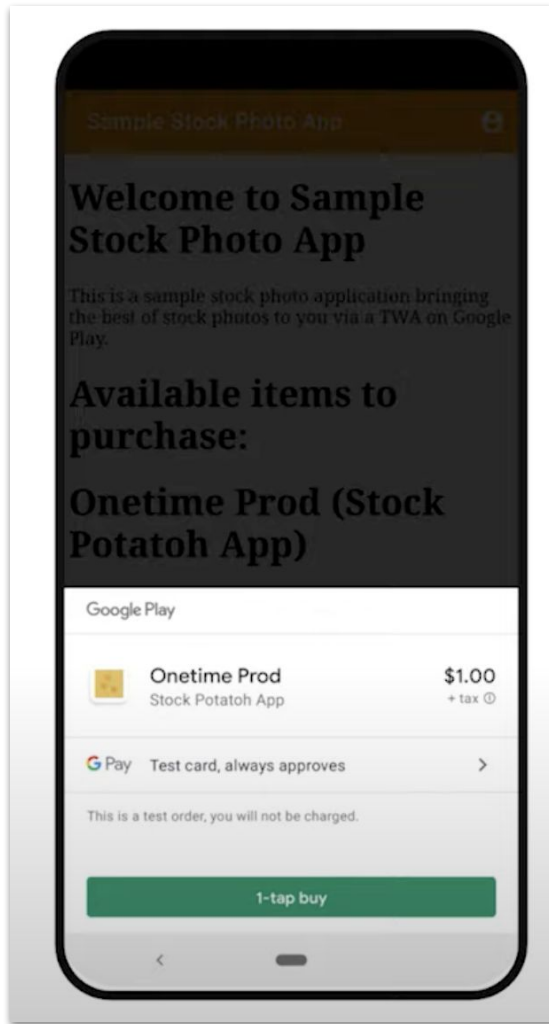 Sample Stock Photo App
Welcome to Sample
Stock Photo App
This is a sample stock photo application bringing
the best of stock photos to you via a TWA on Google
Play.
Available items to
purchase:
Onetime Prod (Stock
Potatoh App)
Google Play
Onetime Prod
$1.00
Stock Potatoh App
+ tax
G Pay
Test card, always approves
This is a test order, you will not be charged.
1-tap buy